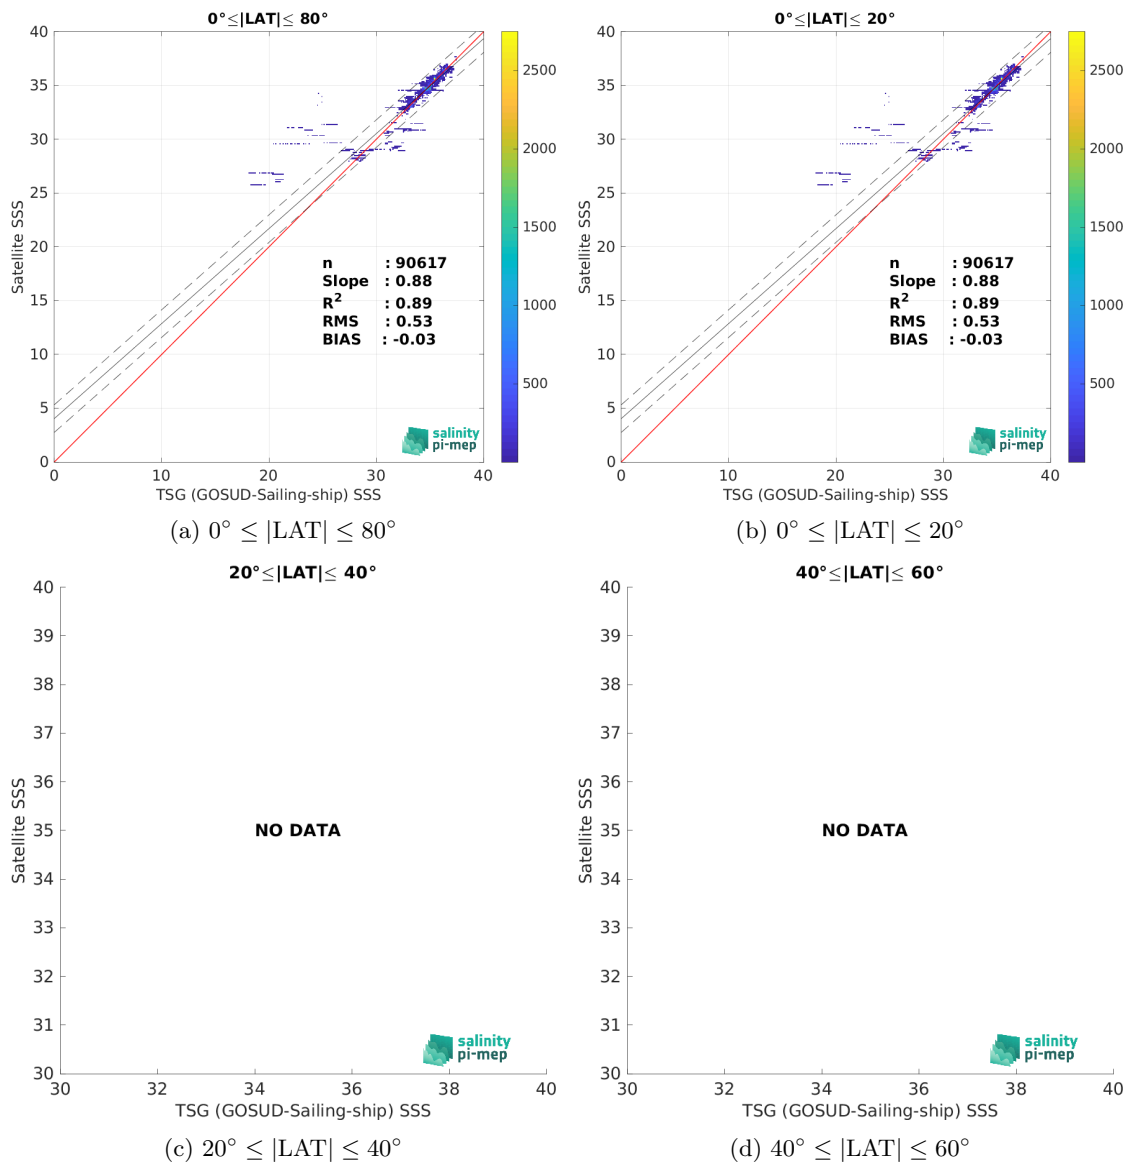 0°≤|LAT|≤ 80°
40
35
30
25
20
15
10
5
0
Satellite SSS
n : 90617
Slope : 0.88
R² : 0.89
RMS : 0.53
BIAS : -0.03
salinity
pi-mep
0 10 20 30 40
TSG (GOSUD-Sailing-ship) SSS
2500
2000
1500
1000
500
(a) 0° ≤ |LAT| ≤ 80°
0°≤|LAT|≤ 20°
40
35
30
25
20
15
10
5
0
Satellite SSS
n : 90617
Slope : 0.88
R² : 0.89
RMS : 0.53
BIAS : -0.03
salinity
pi-mep
0 10 20 30 40
TSG (GOSUD-Sailing-ship) SSS
2500
2000
1500
1000
500
(b) 0° ≤ |LAT| ≤ 20°
20°≤|LAT|≤ 40°
40
39
38
37
36
35
34
33
32
31
30
Satellite SSS
NO DATA
salinity
pi-mep
30 32 34 36 38 40
TSG (GOSUD-Sailing-ship) SSS
(c) 20° ≤ |LAT| ≤ 40°
40°≤|LAT|≤ 60°
40
39
38
37
36
35
34
33
32
31
30
Satellite SSS
NO DATA
salinity
pi-mep
30 32 34 36 38 40
TSG (GOSUD-Sailing-ship) SSS
(d) 40° ≤ |LAT| ≤ 60°